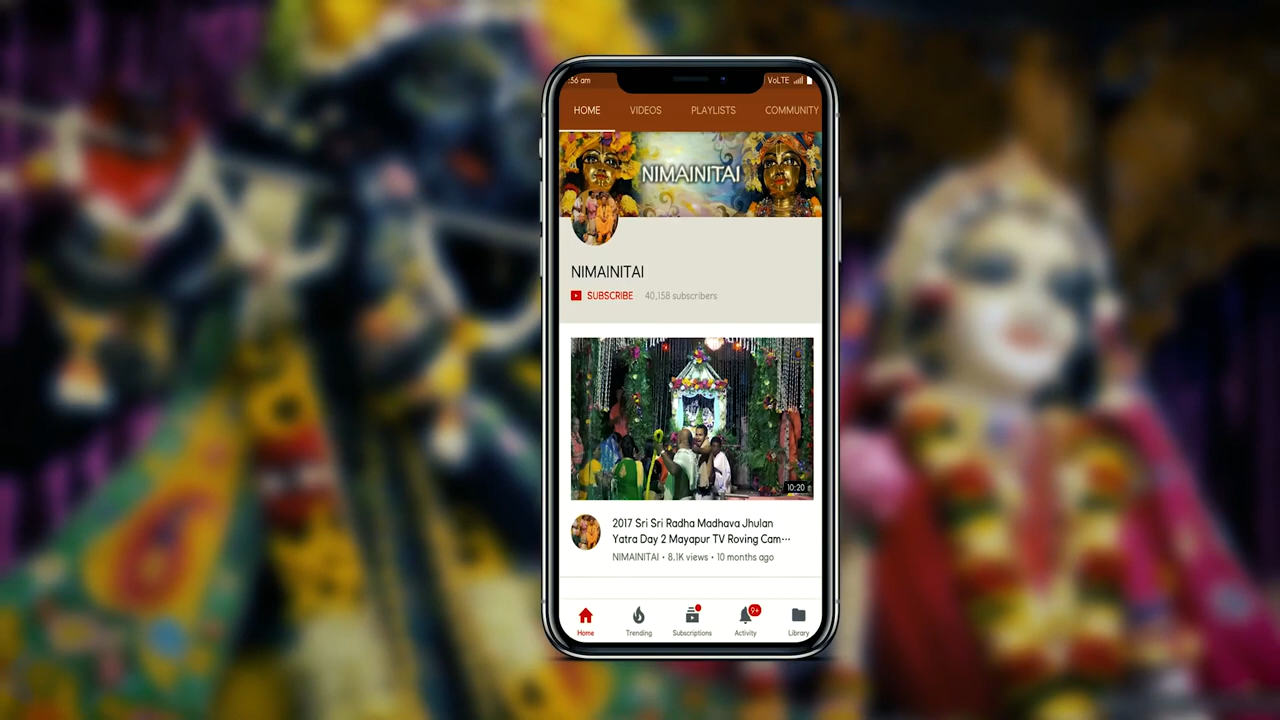 :56 am VoLTE
HOME VIDEOS PLAYLISTS COMMUNITY
NIMAINITAI
NIMAINITAI
SUBSCRIBE 40,158 subscribers
10:20
2017 Sri Sri Radha Madhava Jhulan
Yatra Day 2 Mayapur TV Roving Cam...
NIMAINITAI • 8.1K views • 10 months ago
9+
Home Trending Subscriptions Activity Library